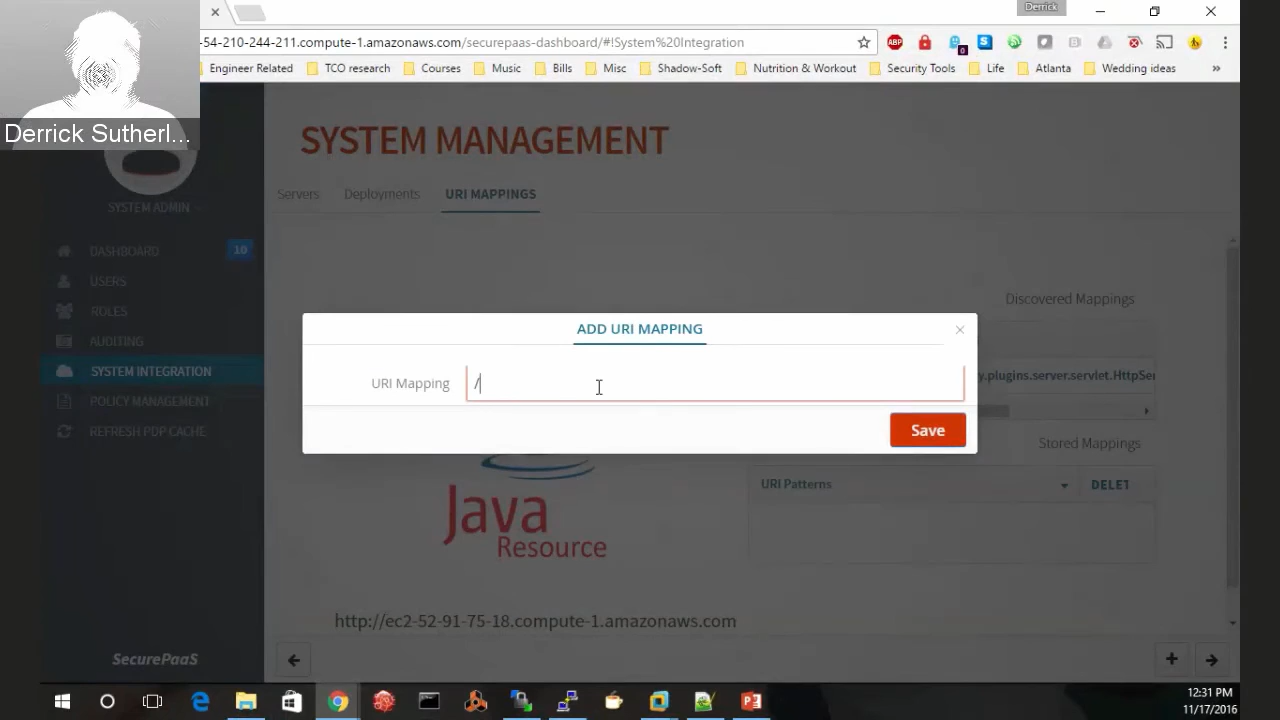 Derrick
-54-210-244-211.compute-1.amazonaws.com/securepaas-dashboard/#!System%20Integration
ABP
0
Engineer Related
TCO research
Courses
Music
Bills
Misc
Shadow-Soft
Nutrition & Workout
Security Tools
Life
Atlanta
Wedding ideas
»
Derrick Sutherl...
SYSTEM MANAGEMENT
Servers
Deployments
URI MAPPINGS
SYSTEM ADMIN
DASHBOARD
10
USERS
ROLES
AUDITING
SYSTEM INTEGRATION
POLICY MANAGEMENT
REFRESH PDP CACHE
SecurePaaS
Discovered Mappings
y.plugins.server.servlet.HttpSer
ADD URI MAPPING
×
URI Mapping
/
Save
Stored Mappings
URI Patterns
DELET
Java
Resource
http://ec2-52-91-75-18.compute-1.amazonaws.com
12:31 PM
11/17/2016